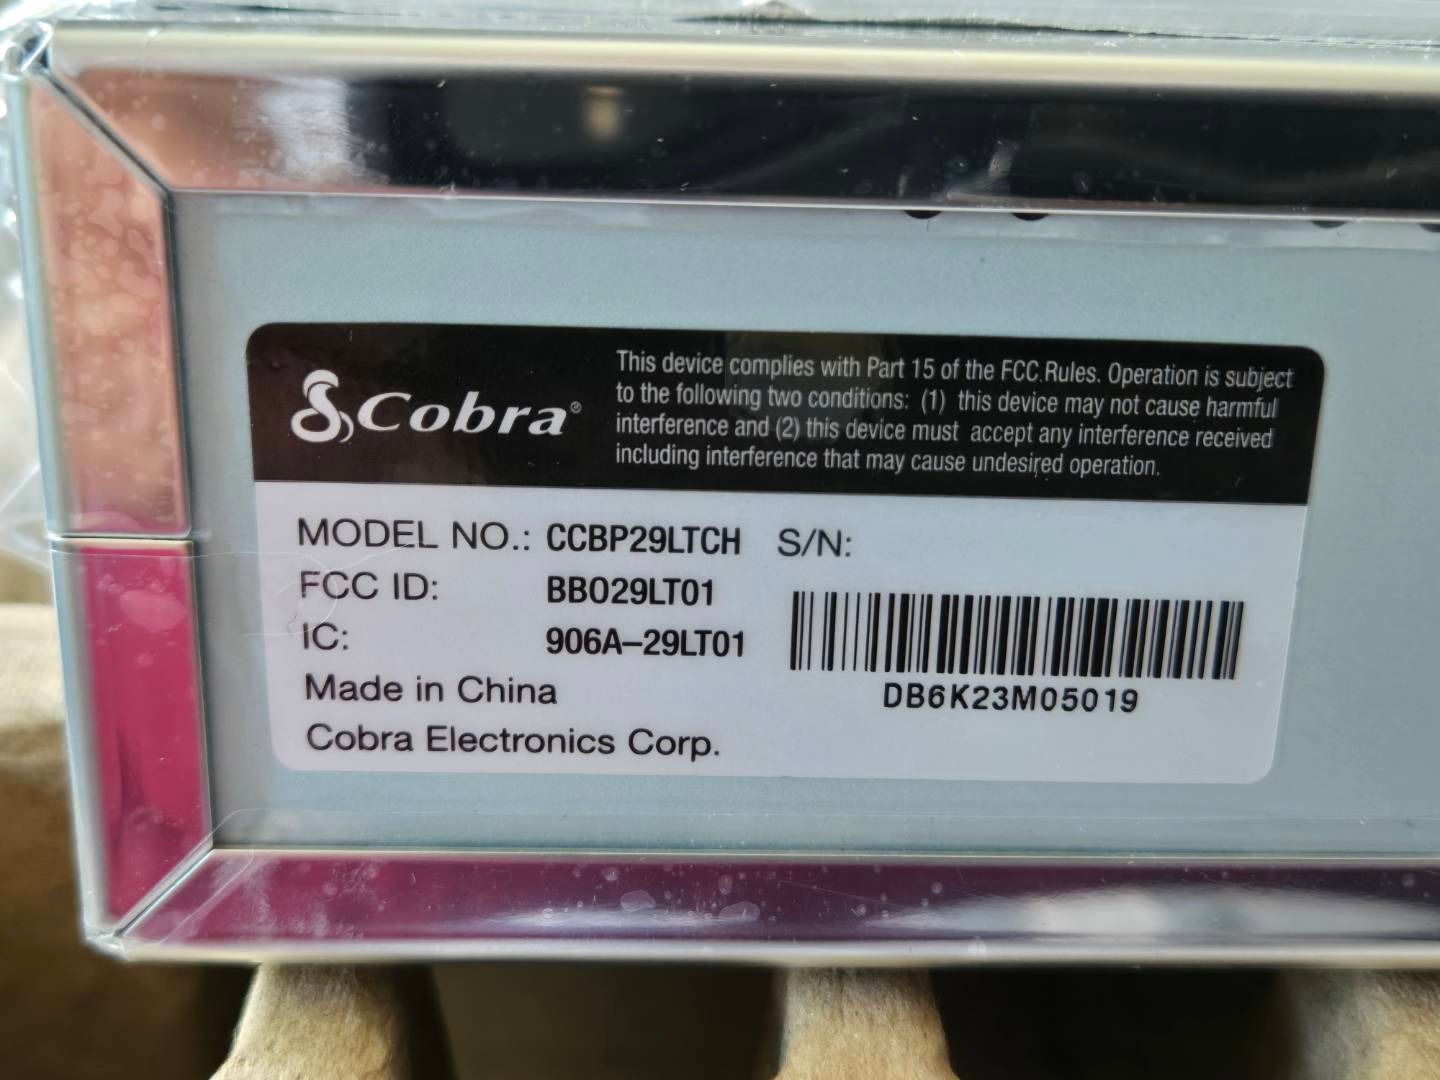 Cobra®
This device complies with Part 15 of the FCC Rules. Operation is subject
to the following two conditions: (1) this device may not cause harmful
interference and (2) this device must accept any interference received
including interference that may cause undesired operation.
MODEL NO.: CCBP29LTCH S/N:
FCC ID: BBO29LT01
IC: 906A-29LT01
DB6K23M05019
Made in China
Cobra Electronics Corp.